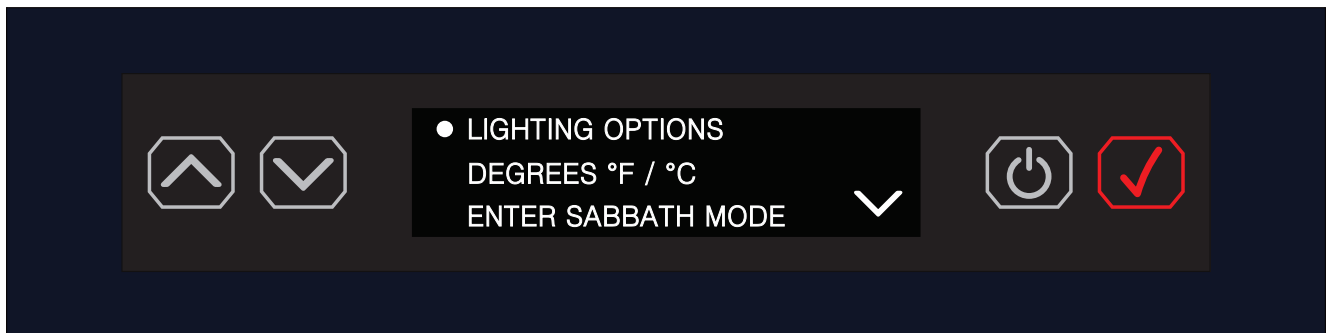 LIGHTING OPTIONS
DEGREES °F / °C
ENTER SABBATH MODE